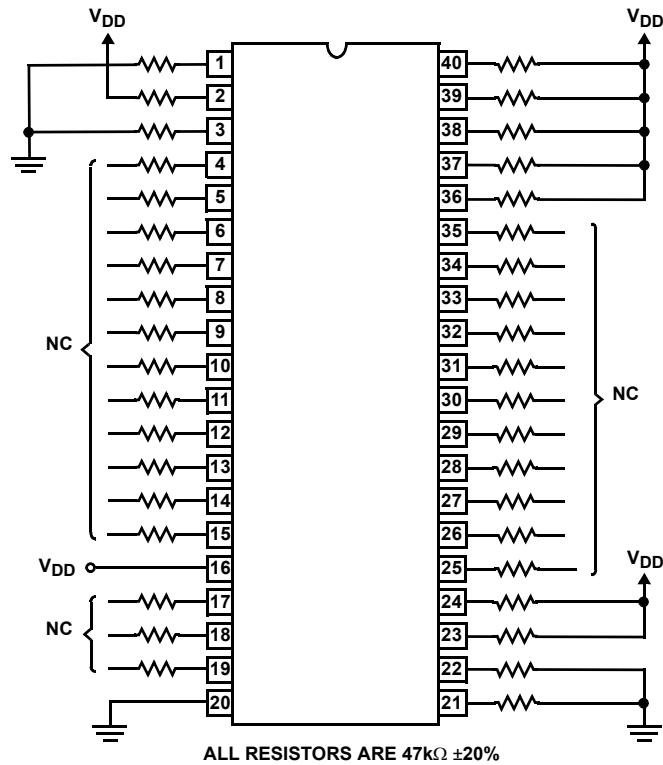 VDD VDD
1 40
2 39
3 38
4 37
5 36
6 35
7 34
8 33
9 32
NC
10 31
11 30
NC
12 29
13 28
14 27
15 26
VDD 16 25
VDD
17 24
NC
18 23
19 22
20 21
ALL RESISTORS ARE 47kΩ ±20%